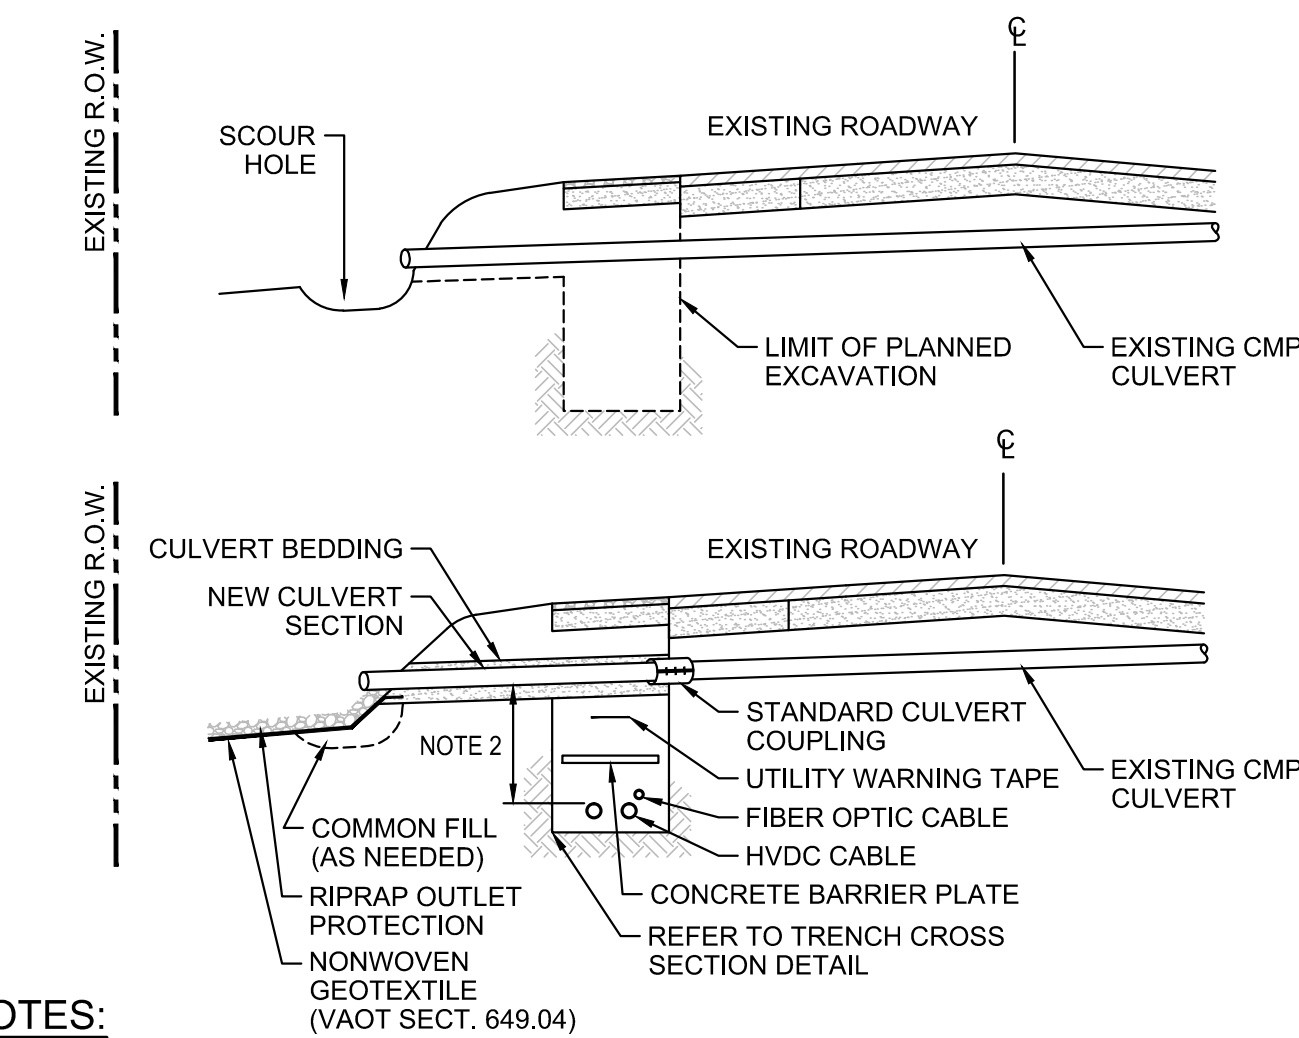 ℄
EXISTING R.O.W.
SCOUR
HOLE
EXISTING ROADWAY
LIMIT OF PLANNED
EXCAVATION
EXISTING CMP
CULVERT
℄
EXISTING R.O.W.
CULVERT BEDDING
NEW CULVERT
SECTION
EXISTING ROADWAY
NOTE 2
STANDARD CULVERT
COUPLING
UTILITY WARNING TAPE
EXISTING CMP
CULVERT
FIBER OPTIC CABLE
HVDC CABLE
CONCRETE BARRIER PLATE
REFER TO TRENCH CROSS
SECTION DETAIL
COMMON FILL
(AS NEEDED)
RIPRAP OUTLET
PROTECTION
NONWOVEN
GEOTEXTILE
(VAOT SECT. 649.04)
OTES: